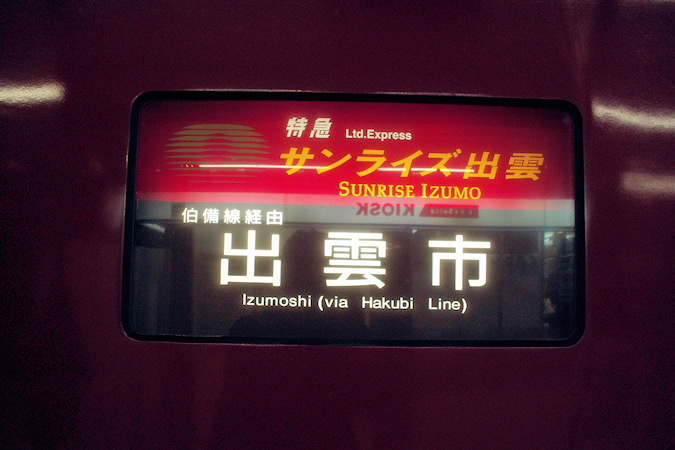 特急 Ltd.Express
サンライズ出雲
SUNRISE IZUMO
KIOSK
伯備線経由
出雲市
Izumoshi (via Hakubi Line)